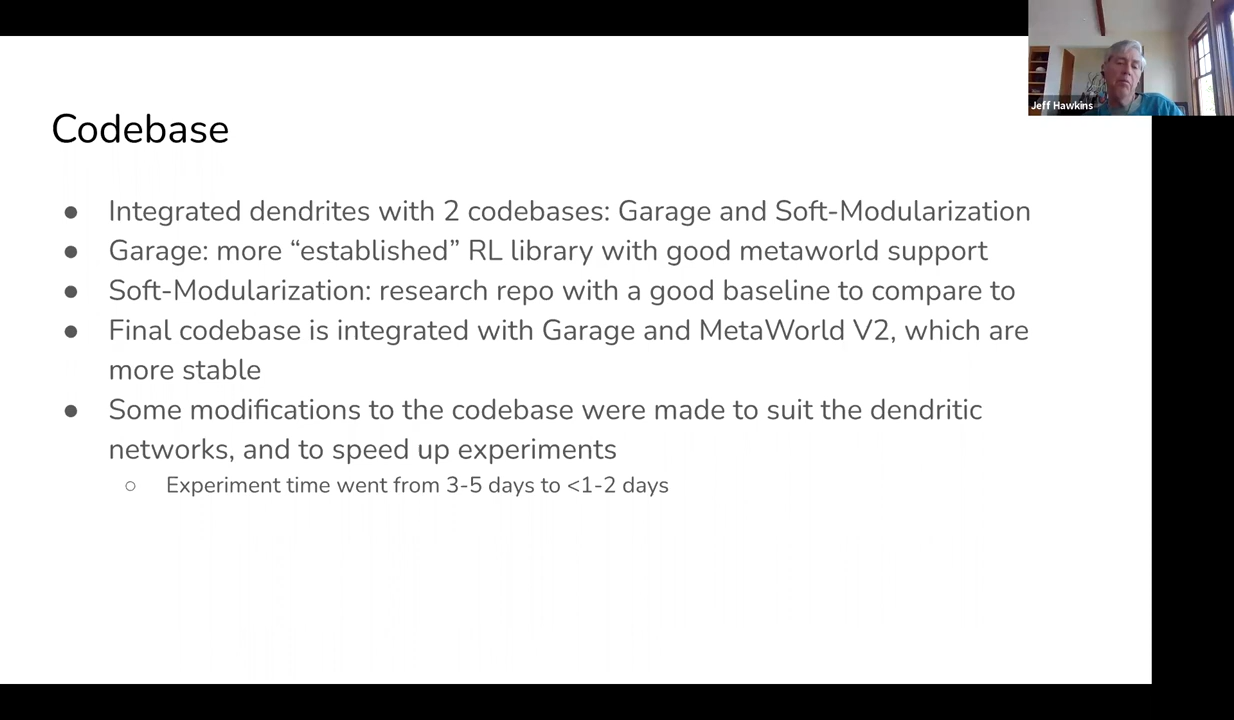 Jeff Hawkins
Codebase
● Integrated dendrites with 2 codebases: Garage and Soft-Modularization
● Garage: more “established” RL library with good metaworld support
● Soft-Modularization: research repo with a good baseline to compare to
● Final codebase is integrated with Garage and MetaWorld V2, which are
more stable
● Some modifications to the codebase were made to suit the dendritic
networks, and to speed up experiments
○ Experiment time went from 3-5 days to <1-2 days